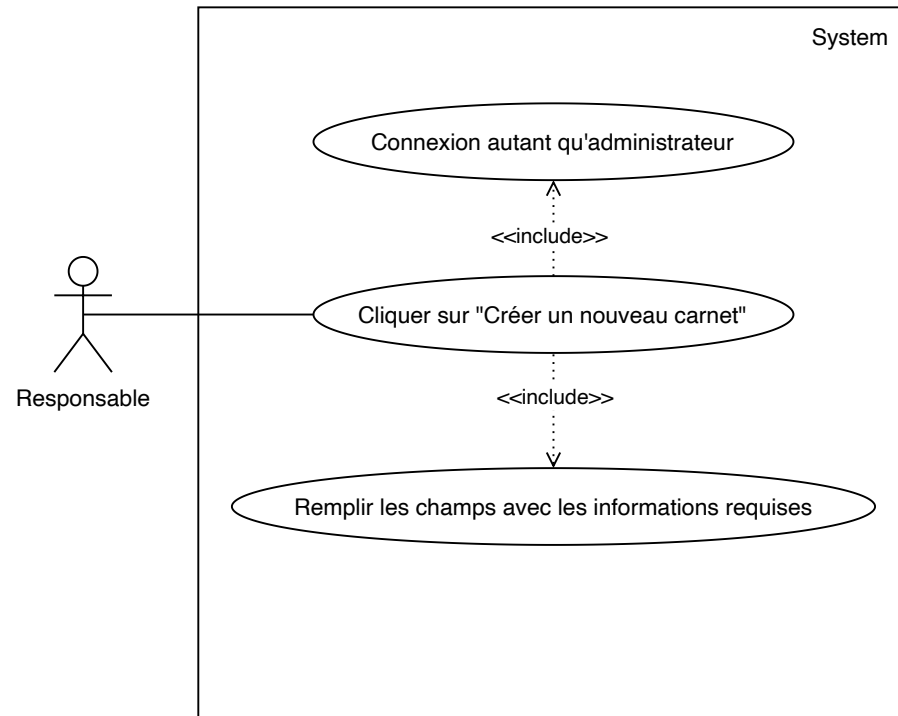 System
Connexion autant qu'administrateur
<<include>>
Cliquer sur "Créer un nouveau carnet"
Responsable
<<include>>
Remplir les champs avec les informations requises